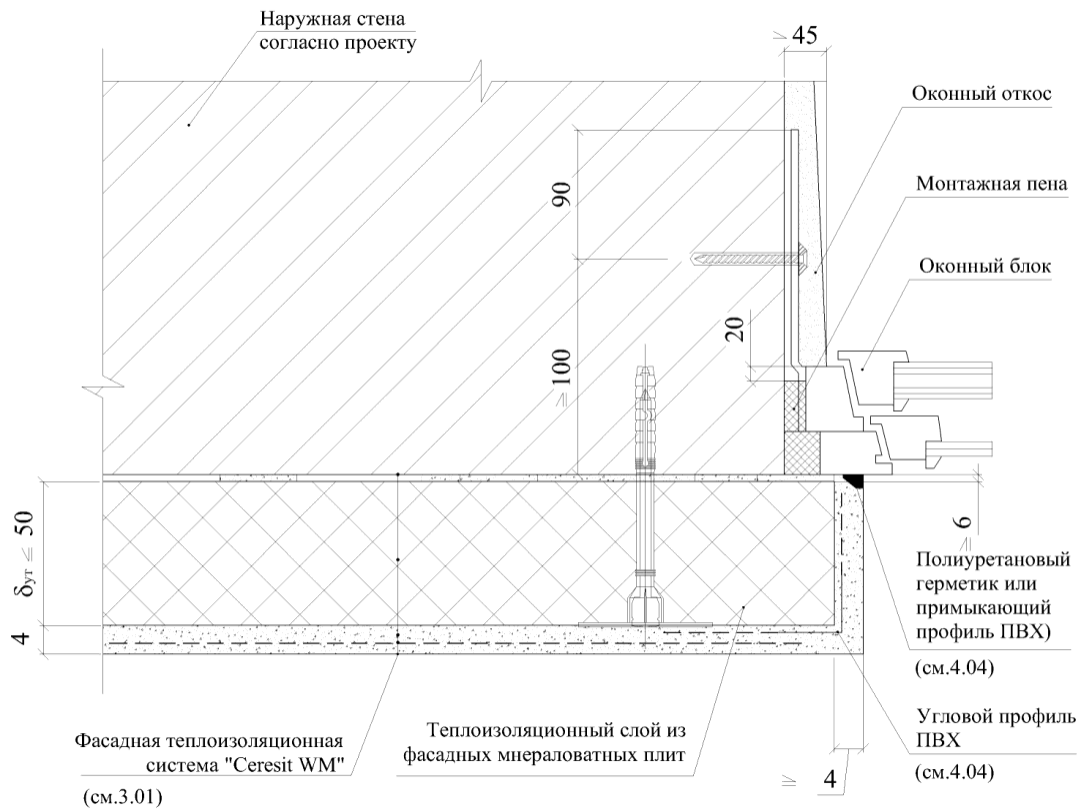 Наружная стена
согласно проекту
≥ 45
Оконный откос
Монтажная пена
Оконный блок
90
20
≥100
δуг ≤ 50
4
≥ 6
Полиуретановый
герметик или
примыкающий
профиль ПВХ)
(см.4.04)
Угловой профиль
ПВХ
(см.4.04)
Фасадная теплоизоляционная
система "Ceresit WM"
(см.3.01)
Теплоизоляционный слой из
фасадных мнераловатных плит
≥ 4